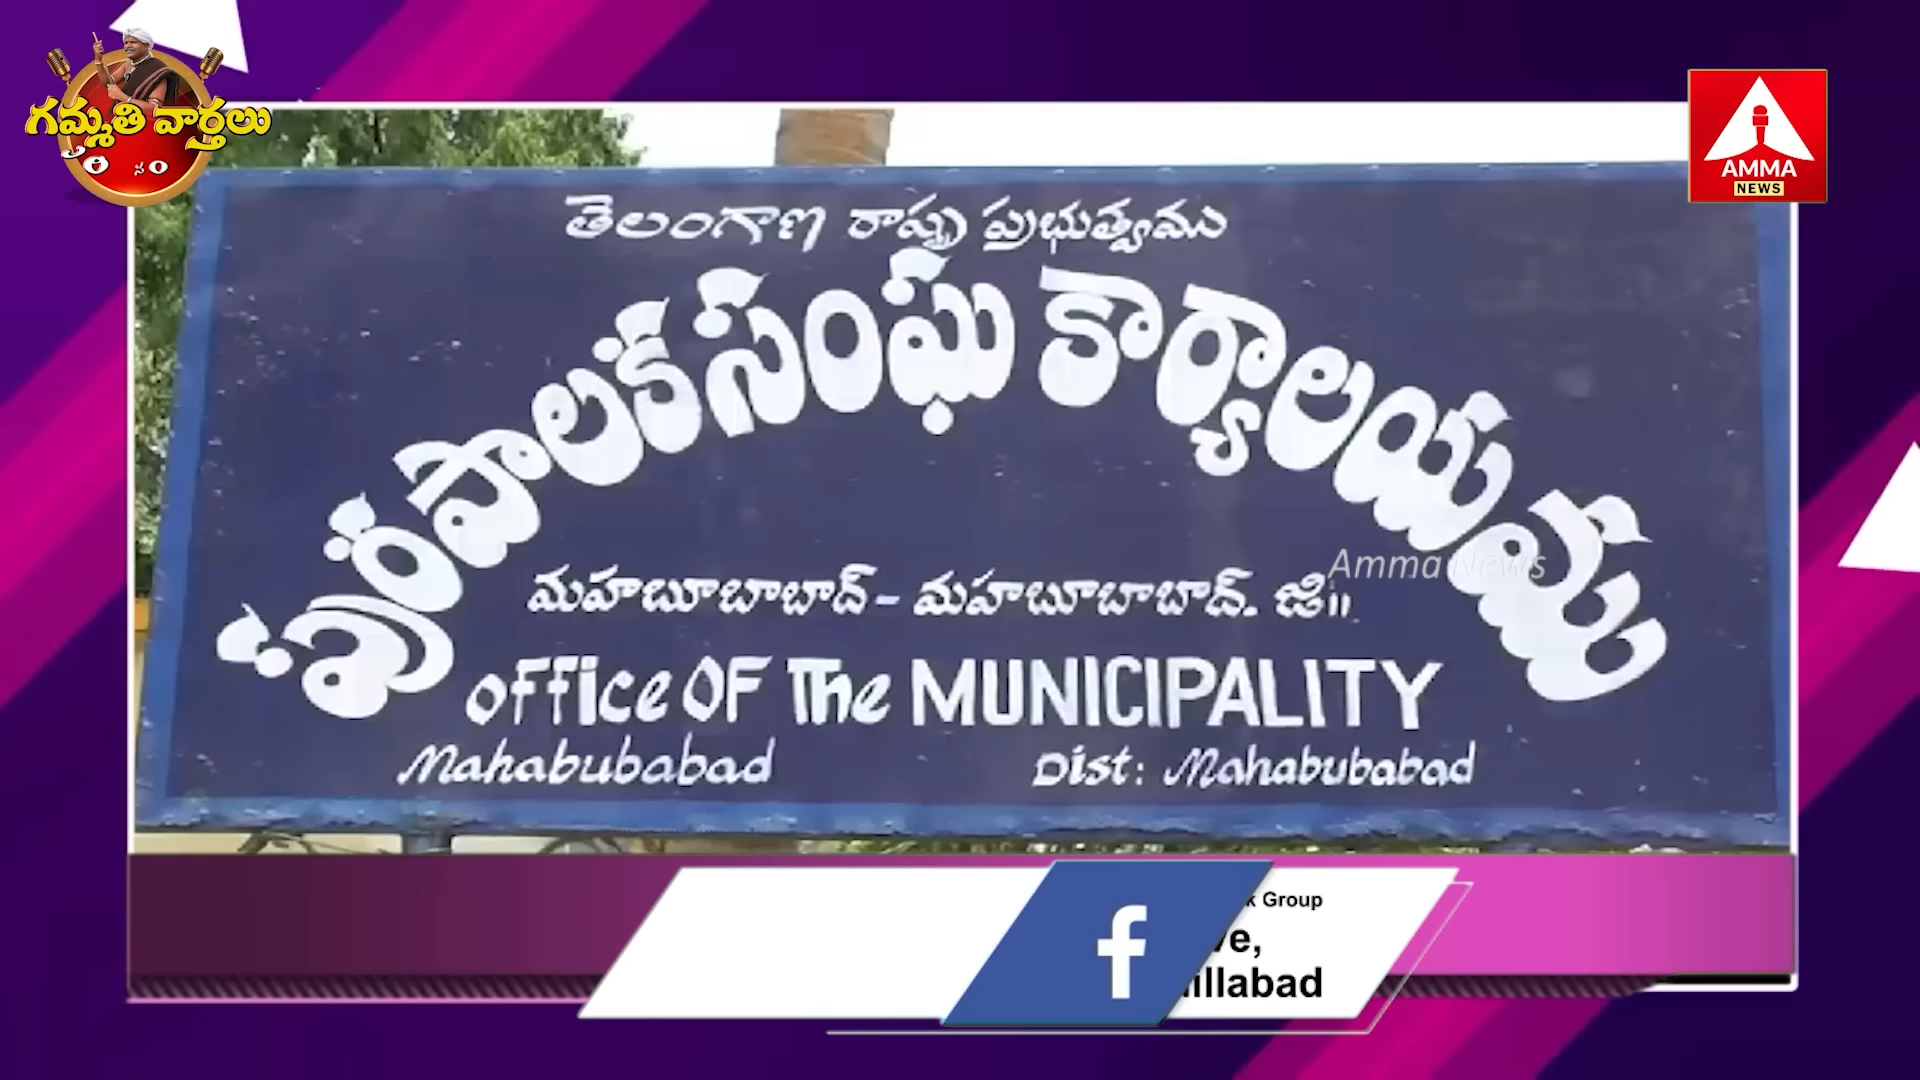 గమ్మతి వార్తలు
AMMA
NEWS
తెలంగాణ రాష్ట్ర ప్రభుత్వము
పురపాలక సంఘ కార్యాలయము
Amma News
మహబూబాబాద్ - మహబూబాబాద్. జి॥
OFFice OF The MUNICIPALITY
Mahabubabad Dist: Mahabubabad
Group